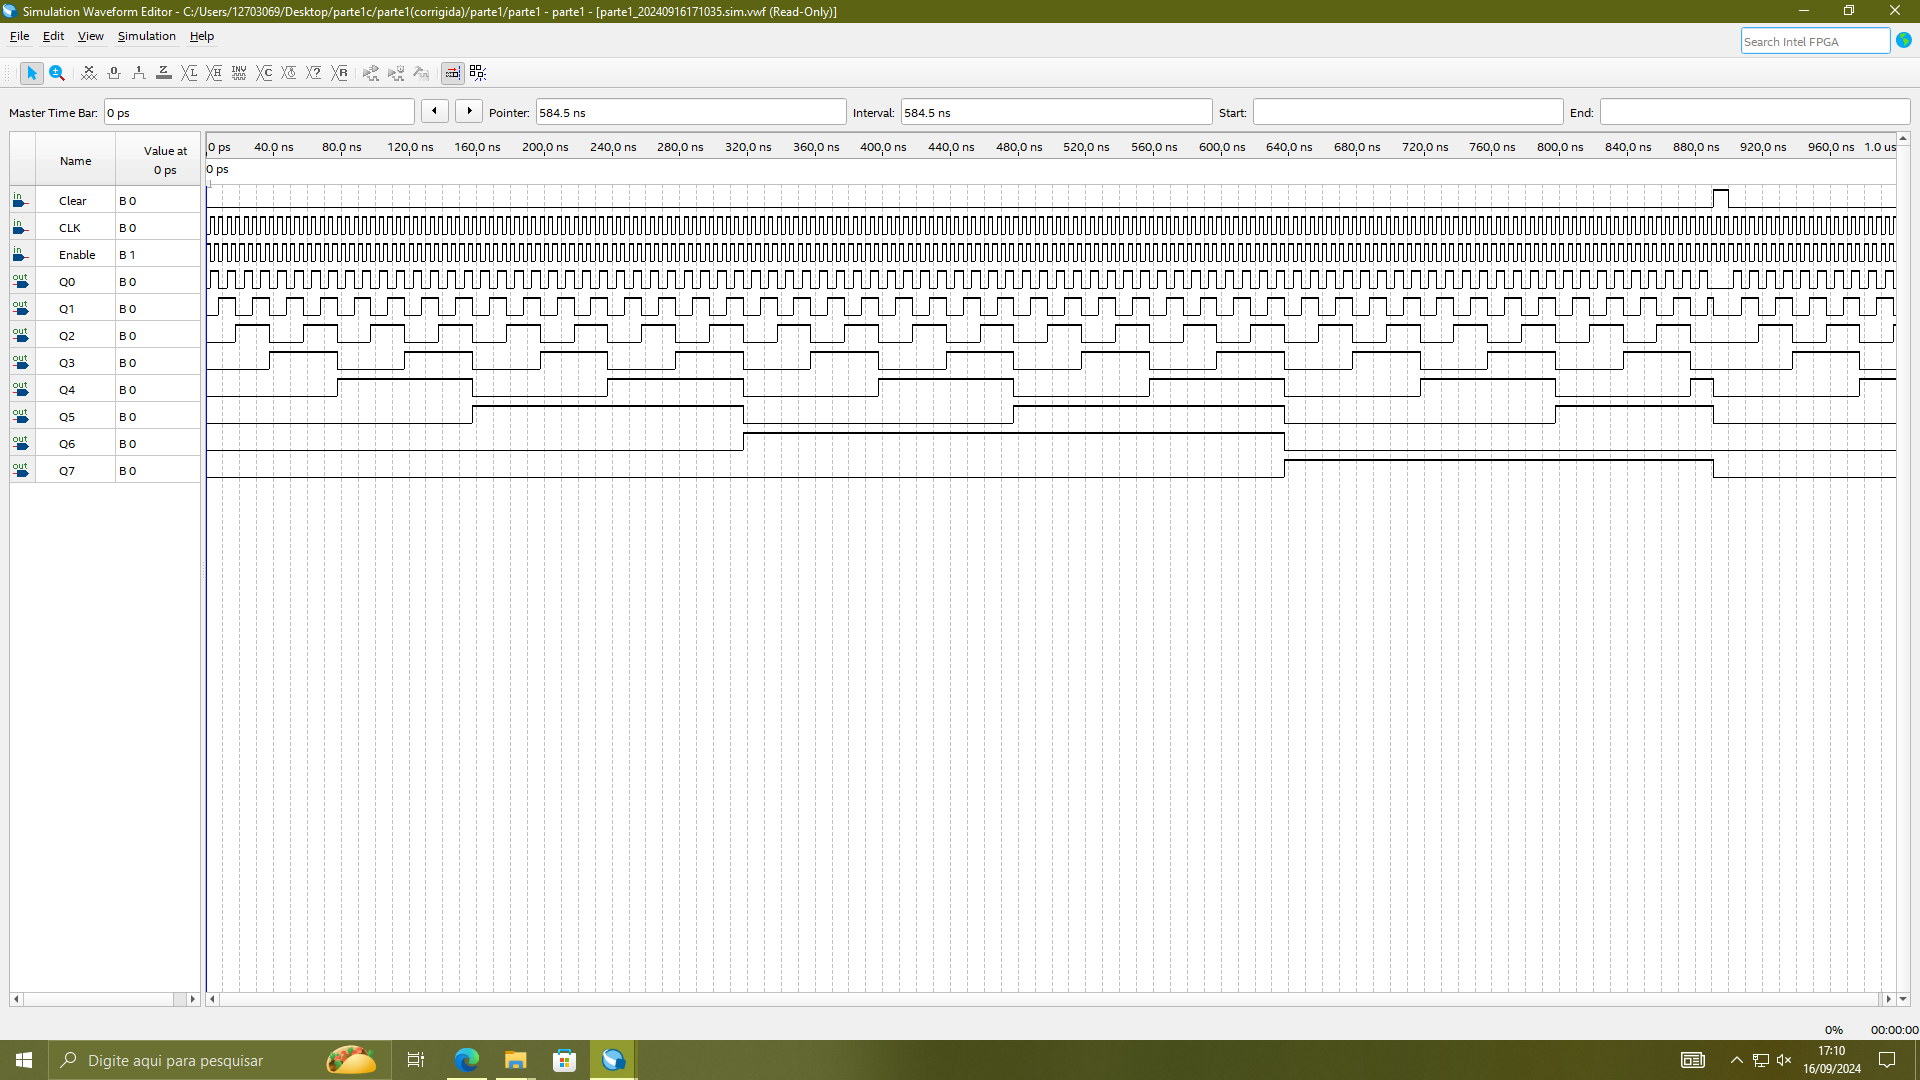 Simulation Waveform Editor - C:/Users/12703069/Desktop/parte1c/parte1(corrigida)/parte1/parte1 - parte1 - [parte1_20240916171035.sim.vwf (Read-Only)]
File Edit View Simulation Help
Search Intel FPGA
Master Time Bar: 0 ps Pointer: 584.5 ns Interval: 584.5 ns Start: End:
Name Value at 0 ps
0 ps 40.0 ns 80.0 ns 120.0 ns 160.0 ns 200.0 ns 240.0 ns 280.0 ns 320.0 ns 360.0 ns 400.0 ns 440.0 ns 480.0 ns 520.0 ns 560.0 ns 600.0 ns 640.0 ns 680.0 ns 720.0 ns 760.0 ns 800.0 ns 840.0 ns 880.0 ns 920.0 ns 960.0 ns 1.0 us
0 ps
in Clear B 0
in CLK B 0
in Enable B 1
out Q0 B 0
out Q1 B 0
out Q2 B 0
out Q3 B 0
out Q4 B 0
out Q5 B 0
out Q6 B 0
out Q7 B 0
0% 00:00:00
Digite aqui para pesquisar
17:10
16/09/2024